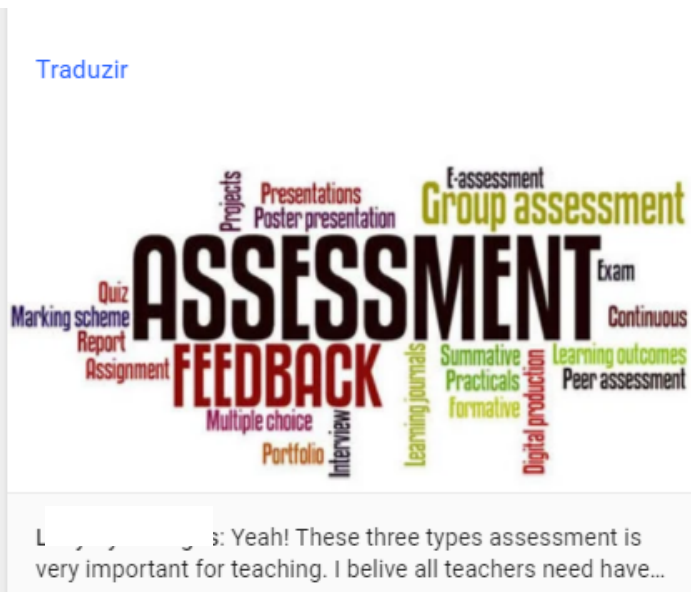 Traduzir
Projects
Presentations
Poster presentation
E-assessment
Group assessment
ASSESSMENT
Exam
Quiz
Marking scheme
Continuous
Report
Assignment
FEEDBACK
Learning journals
Summative
Practicals
formative
Digital production
Learning outcomes
Peer assessment
Multiple choice
Portfolio
Interview
s: Yeah! These three types assessment is
very important for teaching. I belive all teachers need have…